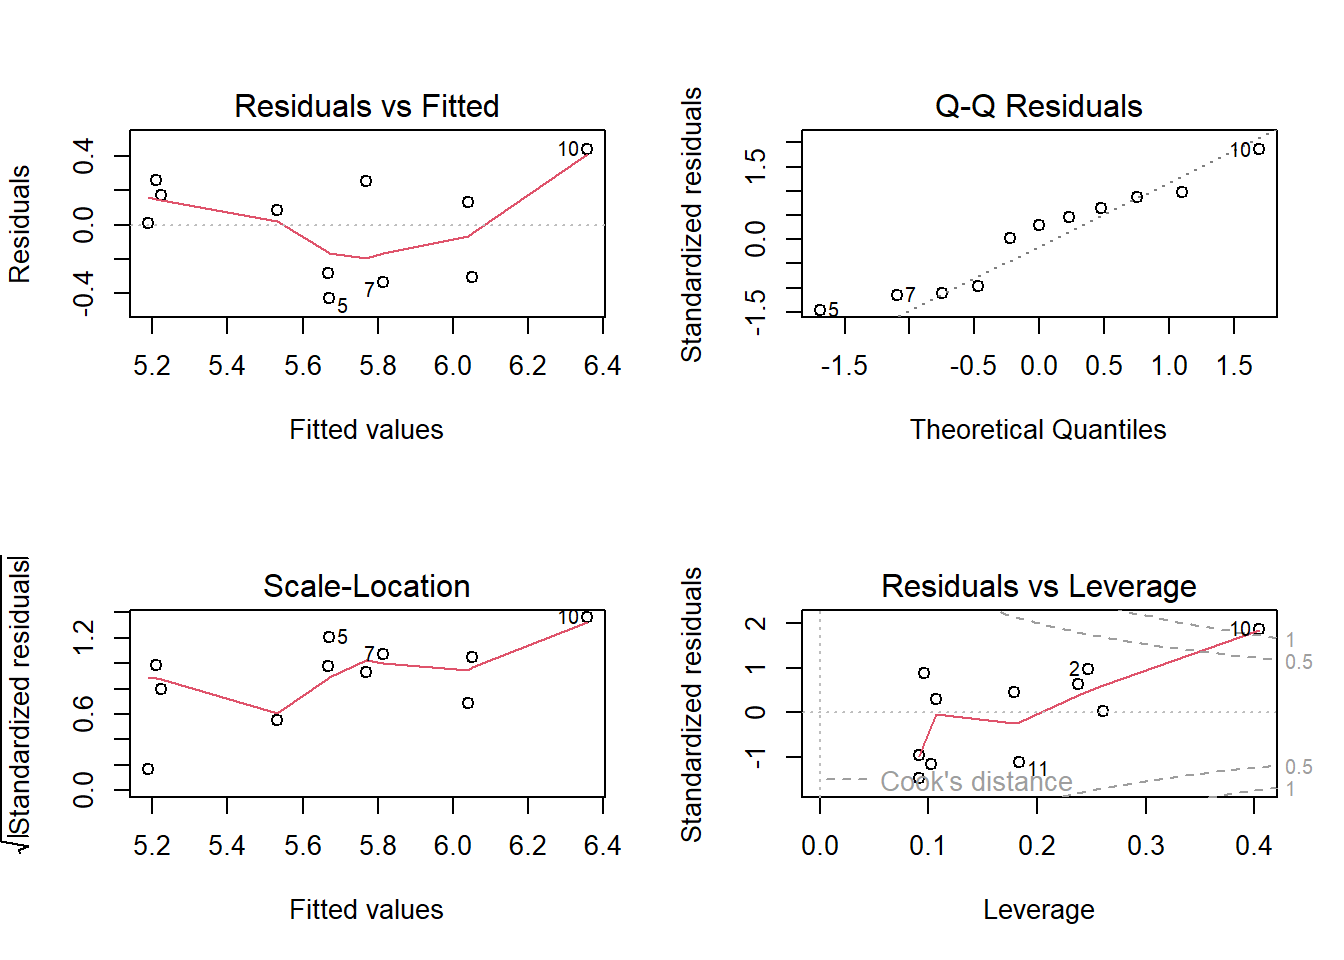 Residuals vs Fitted
Residuals
0.4
0.0
-0.4
10
7
5
5.2 5.4 5.6 5.8 6.0 6.2 6.4
Fitted values
Q-Q Residuals
Standardized residuals
1.5
0.0
-1.5
10
7
5
-1.5 -0.5 0.0 0.5 1.0 1.5
Theoretical Quantiles
Scale-Location
√|Standardized residuals|
1.2
0.6
0.0
10
5
7
5.2 5.4 5.6 5.8 6.0 6.2 6.4
Fitted values
Residuals vs Leverage
Standardized residuals
2
1
0
-1
10
2
11
1
0.5
0.5
1
Cook's distance
0.0 0.1 0.2 0.3 0.4
Leverage